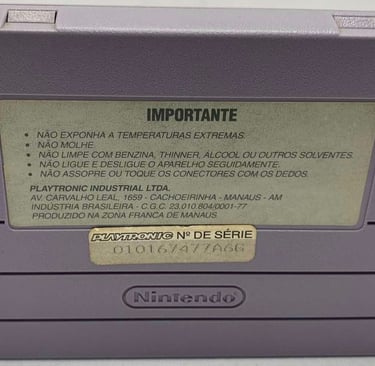 IMPORTANTE
• NÃO EXPONHA A TEMPERATURAS EXTREMAS.
• NÃO MOLHE
• NÃO LIMPE COM BENZINA, THINNER, ÁLCOOL OU OUTROS SOLVENTES.
• NÃO LIGUE E DESLIGUE O APARELHO SEGUIDAMENTE.
• NÃO ASSOPRE OU TOQUE OS CONECTORES COM OS DEDOS.
PLAYTRONIC INDUSTRIAL LTDA.
AV. CARVALHO LEAL, 1659 - CACHOEIRINHA - MANAUS - AM
INDÚSTRIA BRASILEIRA - C.G.C. 23.010.804/0001-77
PRODUZIDO NA ZONA FRANCA DE MANAUS
PLAYTRONIC Nº DE SÉRIE
010167477A6G
Nintendo